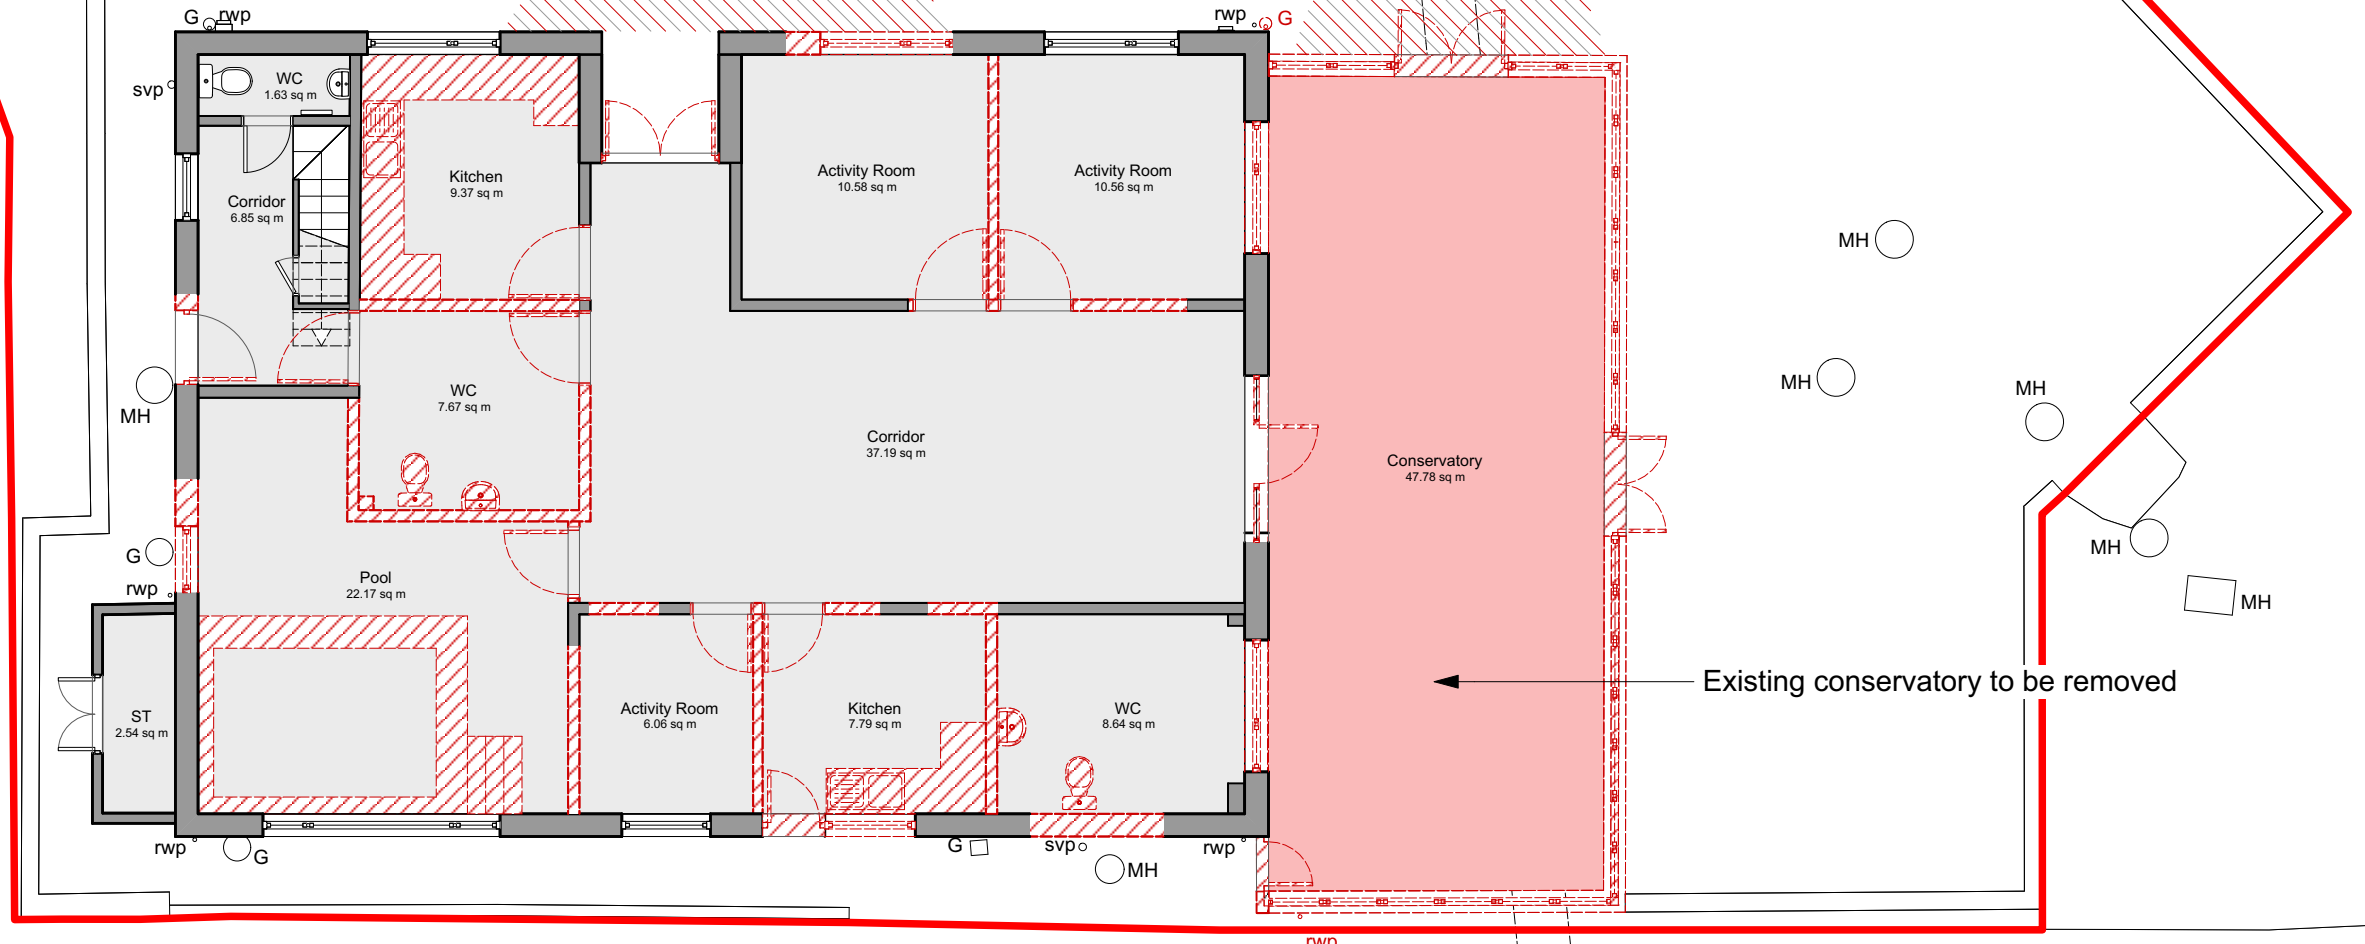 G
rwp
rwp
G
svp
WC
1.63 sq m
Kitchen
9.37 sq m
Activity Room
10.58 sq m
Activity Room
10.56 sq m
Corridor
6.85 sq m
MH
MH
MH
MH
WC
7.67 sq m
Corridor
37.19 sq m
Conservatory
47.78 sq m
G
MH
rwp
Pool
22.17 sq m
MH
Existing conservatory to be removed
ST
2.54 sq m
Activity Room
6.06 sq m
Kitchen
7.79 sq m
WC
8.64 sq m
rwp
G
G
svp
rwp
MH
rwp